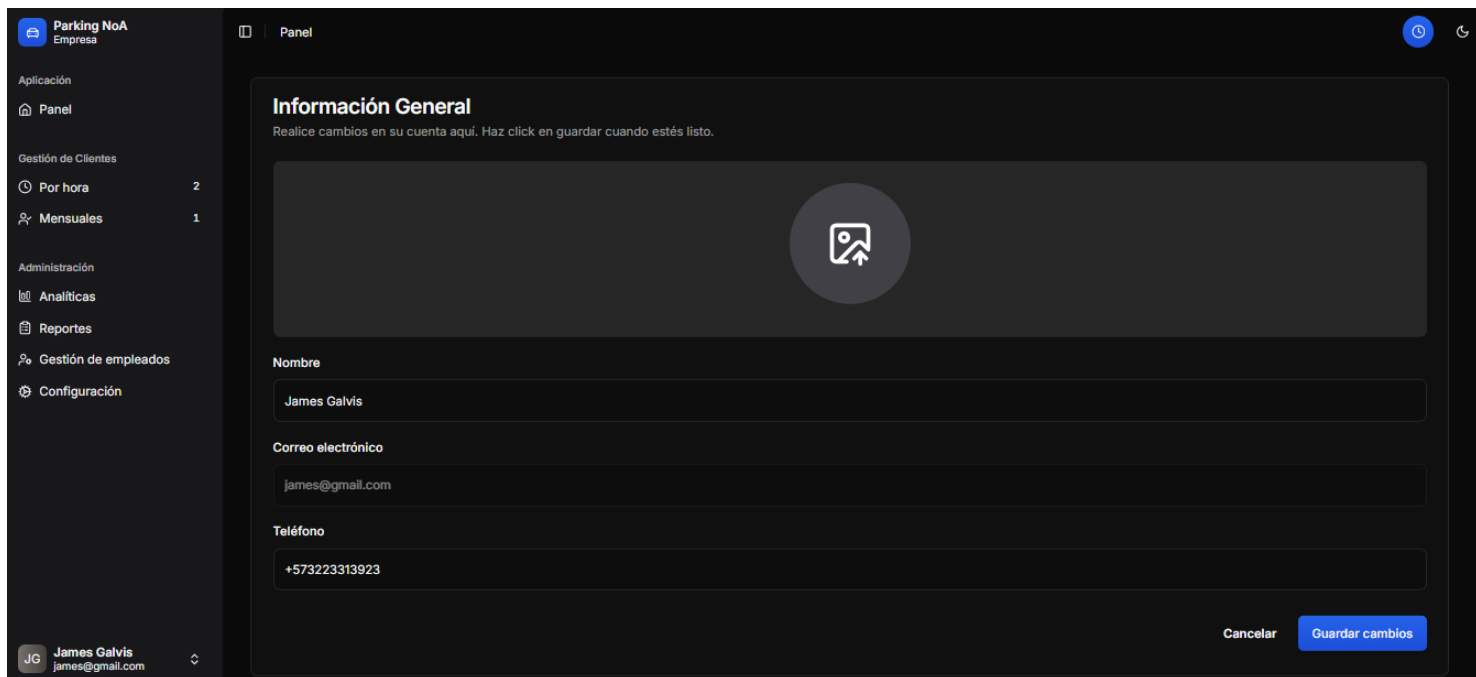 Parking NoA
Empresa
Aplicación
Panel
Gestión de Clientes
Por hora 2
Mensuales 1
Administración
Analíticas
Reportes
Gestión de empleados
Configuración
JG
James Galvis
james@gmail.com
Panel
Información General
Realice cambios en su cuenta aquí. Haz click en guardar cuando estés listo.
Nombre
James Galvis
Correo electrónico
james@gmail.com
Teléfono
+573223313923
Cancelar Guardar cambios